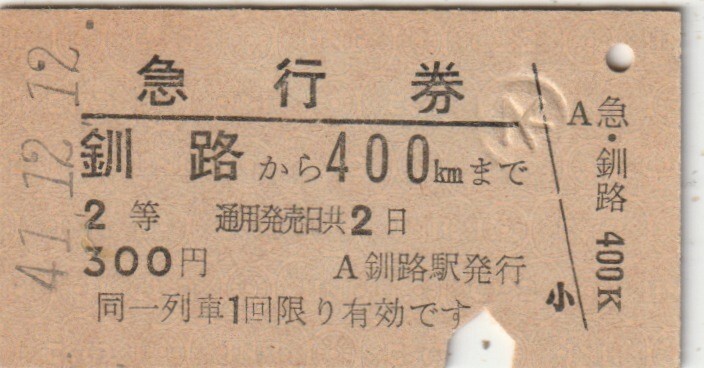 41.12.12.
急行券
釧路から400kmまで
2等 通用発売日共2日
300円 A釧路駅発行
同一列車1回限り有効です
小
A急・釧路 400K